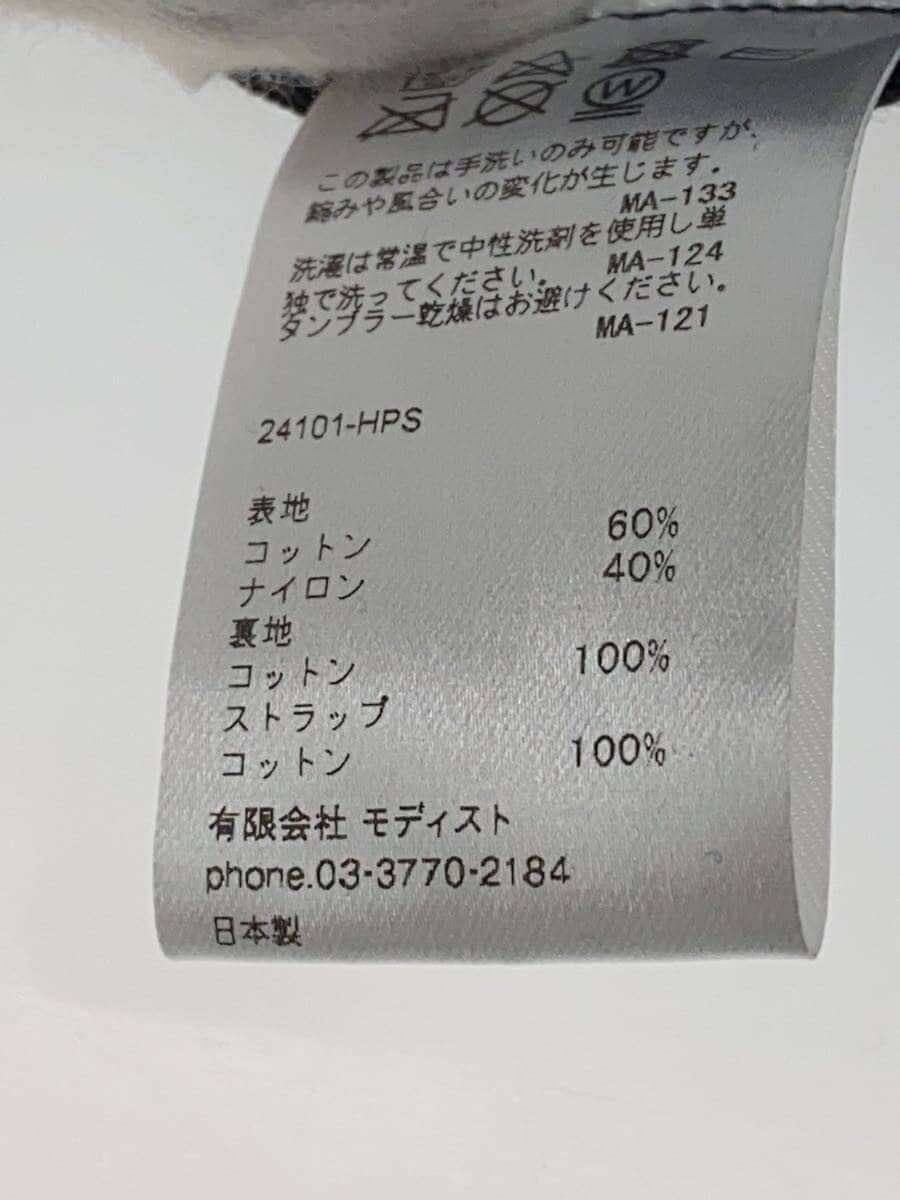 W
この製品は手洗いのみ可能ですが、
縮みや風合いの変化が生じます。
MA-133
洗濯は常温で中性洗剤を使用し単
独で洗ってください。
MA-124
タンブラー乾燥はお避けください。
MA-121
24101-HPS
表地
コットン 60%
ナイロン 40%
裏地
コットン 100%
ストラップ
コットン 100%
有限会社 モディスト
phone.03-3770-2184
日本製